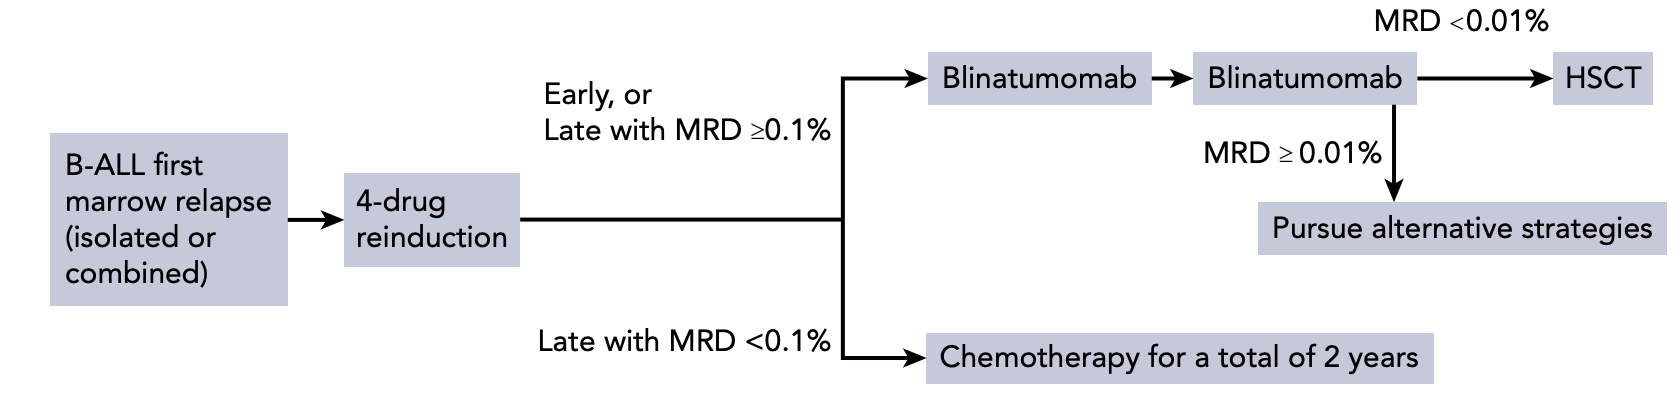 B-ALL first
marrow relapse
(isolated or
combined)
4-drug
reinduction
Early, or
Late with MRD ≥0.1%
Late with MRD <0.1%
Blinatumomab
Blinatumomab
MRD <0.01%
HSCT
MRD ≥ 0.01%
Pursue alternative strategies
Chemotherapy for a total of 2 years